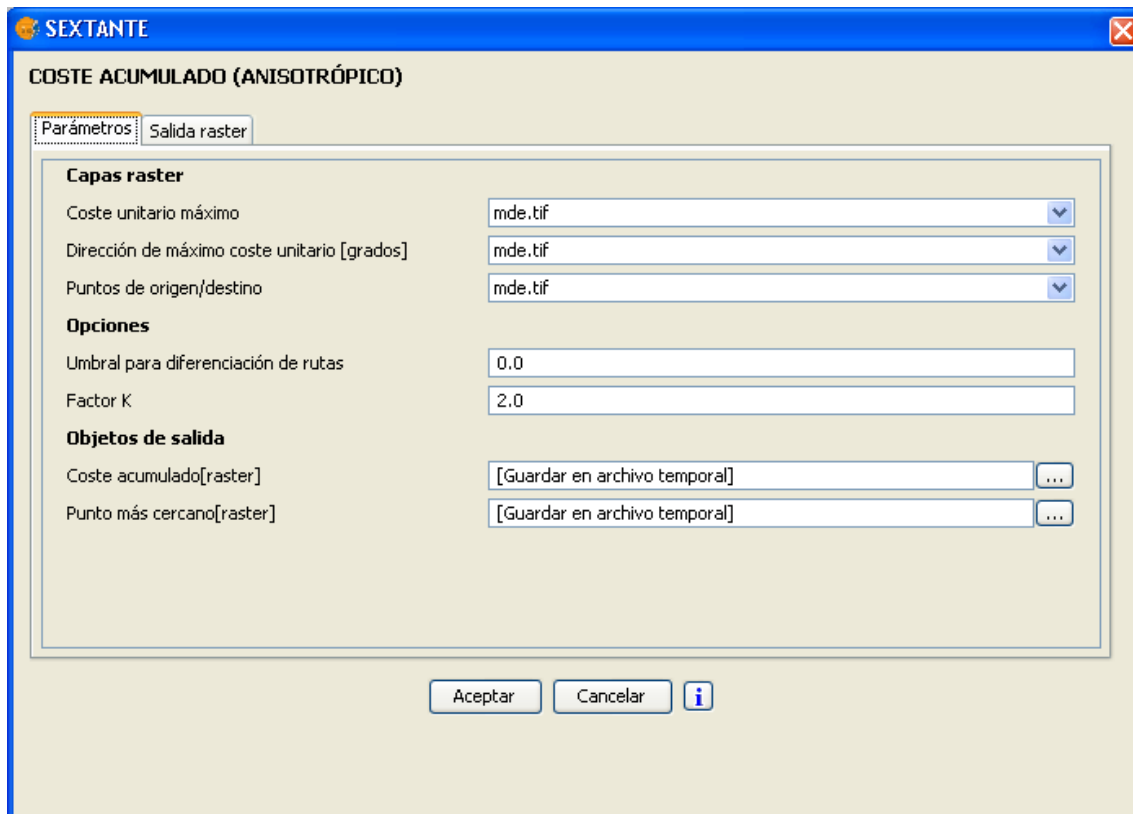 SEXTANTE
COSTE ACUMULADO (ANISOTRÓPICO)
Parámetros Salida raster
Capas raster
Coste unitario máximo mde.tif
Dirección de máximo coste unitario [grados] mde.tif
Puntos de origen/destino mde.tif
Opciones
Umbral para diferenciación de rutas 0.0
Factor K 2.0
Objetos de salida
Coste acumulado[raster] [Guardar en archivo temporal] ...
Punto más cercano[raster] [Guardar en archivo temporal] ...
Aceptar Cancelar i